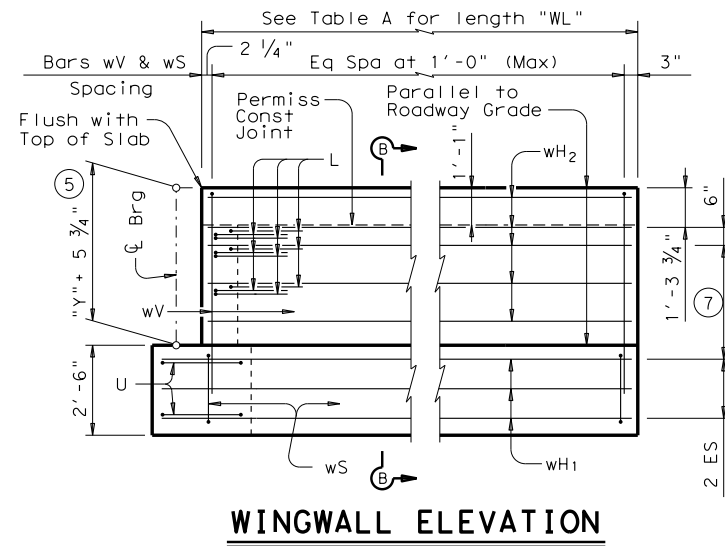 See Table A for length "WL"
2 1/4"
Bars wV & wS
Spacing
Eq Spa at 1'-0" (Max)
3"
Flush with
Top of Slab
Permiss
Const
Joint
Parallel to
Roadway Grade
B
L
1'-1"
wH2
6"
5
"Y"+ 5 3/4"
℄ Brg
1'-3 3/4"
7
wV
2'-6"
U
wS
wH1
2 ES
B
WINGWALL ELEVATION